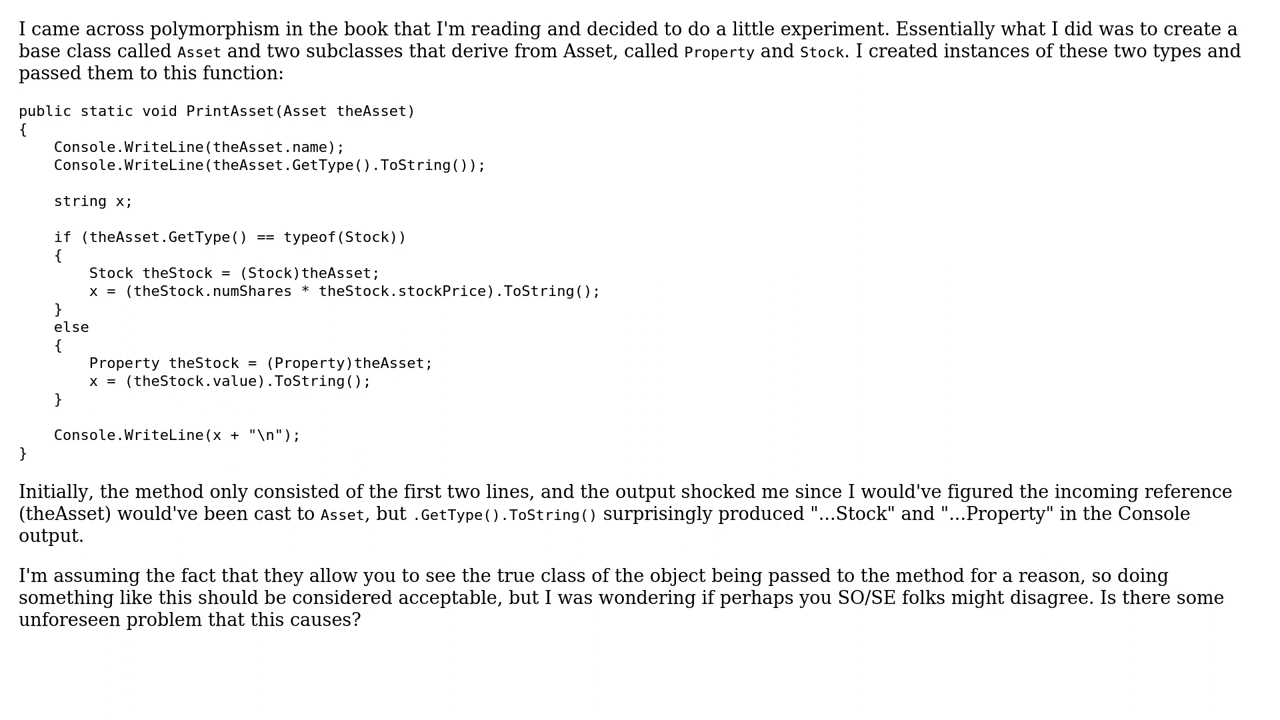 I came across polymorphism in the book that I'm reading and decided to do a little experiment. Essentially what I did was to create a
base class called Asset and two subclasses that derive from Asset, called Property and Stock. I created instances of these two types and
passed them to this function:
public static void PrintAsset(Asset theAsset)
{
    Console.WriteLine(theAsset.name);
    Console.WriteLine(theAsset.GetType().ToString());
    string x;
    if (theAsset.GetType() == typeof(Stock))
    {
        Stock theStock = (Stock)theAsset;
        x = (theStock.numShares * theStock.stockPrice).ToString();
    }
    else
    {
        Property theStock = (Property)theAsset;
        x = (theStock.value).ToString();
    }
    Console.WriteLine(x + "\n");
}
Initially, the method only consisted of the first two lines, and the output shocked me since I would've figured the incoming reference
(theAsset) would've been cast to Asset, but .GetType().ToString() surprisingly produced "...Stock" and "...Property" in the Console
output.
I'm assuming the fact that they allow you to see the true class of the object being passed to the method for a reason, so doing
something like this should be considered acceptable, but I was wondering if perhaps you SO/SE folks might disagree. Is there some
unforeseen problem that this causes?